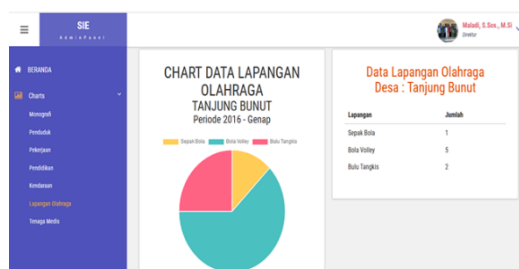 SIE
AdminPanel
Maladi, S.Sos., M.Si
Direktur
BERANDA
Charts
Monografi
Penduduk
Pekerjaan
Pendidikan
Kendaraan
Lapangan Olahraga
Tenaga Medis
CHART DATA LAPANGAN
OLAHRAGA
TANJUNG BUNUT
Periode 2016 - Genap
Sepak Bola Bola Volley Bulu Tangkis
Data Lapangan Olahraga
Desa : Tanjung Bunut
Lapangan Jumlah
Sepak Bola 1
Bola Volley 5
Bulu Tangkis 2